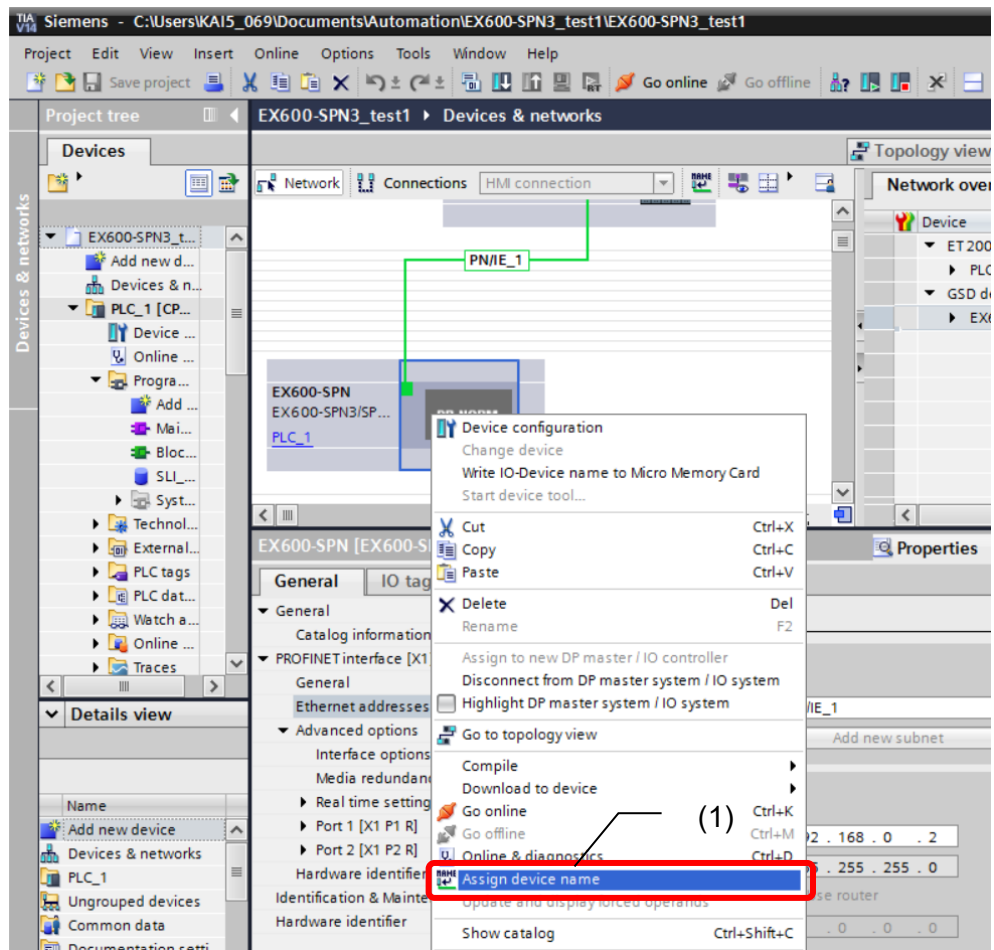 TIA V14 Siemens - C:\Users\KAI5_069\Documents\Automation\EX600-SPN3_test1\EX600-SPN3_test1
Project Edit View Insert Online Options Tools Window Help
Save project Go online Go offline
Project tree
EX600-SPN3_test1 ▸ Devices & networks
Devices
Topology view
Network Connections HMI connection
Devices & networks
EX600-SPN3_t...
Add new d...
Devices & n...
PLC_1 [CP...
Device ...
Online ...
Progra...
Add ...
Mai...
Bloc...
SLI_...
Syst...
Technol...
External...
PLC tags
PLC dat...
Watch a...
Online ...
Traces
Details view
Name
Add new device
Devices & networks
PLC_1
Ungrouped devices
Common data
PN/IE_1
EX600-SPN
EX600-SPN3/SP...
PLC_1
DP-NORM
Network over
Device
ET 200
PLC
GSD de
EX6
EX600-SPN [EX600-S
Properties
General IO tag
General
Catalog information
PROFINET interface [X1
General
Ethernet addresses
Advanced options
Interface options
Media redundan
Real time setting
Port 1 [X1 P1 R]
Port 2 [X1 P2 R]
Hardware identifier
Identification & Mainte
Hardware identifier
Device configuration
Change device
Write IO-Device name to Micro Memory Card
Start device tool...
Cut Ctrl+X
Copy Ctrl+C
Paste Ctrl+V
Delete Del
Rename F2
Assign to new DP master / IO controller
Disconnect from DP master system / IO system
Highlight DP master system / IO system
Go to topology view
Compile
Download to device
Go online Ctrl+K
Go offline Ctrl+M
Online & diagnostics Ctrl+D
Assign device name
Update and display forced operands
Show catalog Ctrl+Shift+C
(1)
/IE_1
Add new subnet
92 . 168 . 0 . 2
5 . 255 . 255 . 0
se router
. 0 . 0 . 0